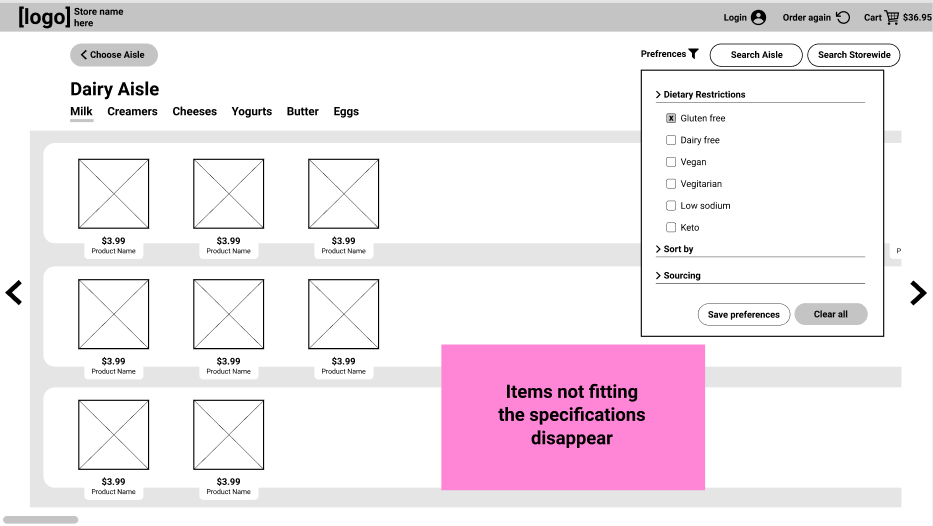 [logo] Store name
here
Login
Order again
Cart
$36.95
Choose Aisle
Prefrences
Search Aisle
Search Storewide
Dairy Aisle
Milk
Creamers
Cheeses
Yogurts
Butter
Eggs
Dietary Restrictions
x Gluten free
Dairy free
Vegan
Vegitarian
Low sodium
Keto
Sort by
Sourcing
Save preferences
Clear all
$3.99
Product Name
$3.99
Product Name
$3.99
Product Name
P
$3.99
Product Name
$3.99
Product Name
$3.99
Product Name
$3.99
Product Name
$3.99
Product Name
Items not fitting
the specifications
disappear